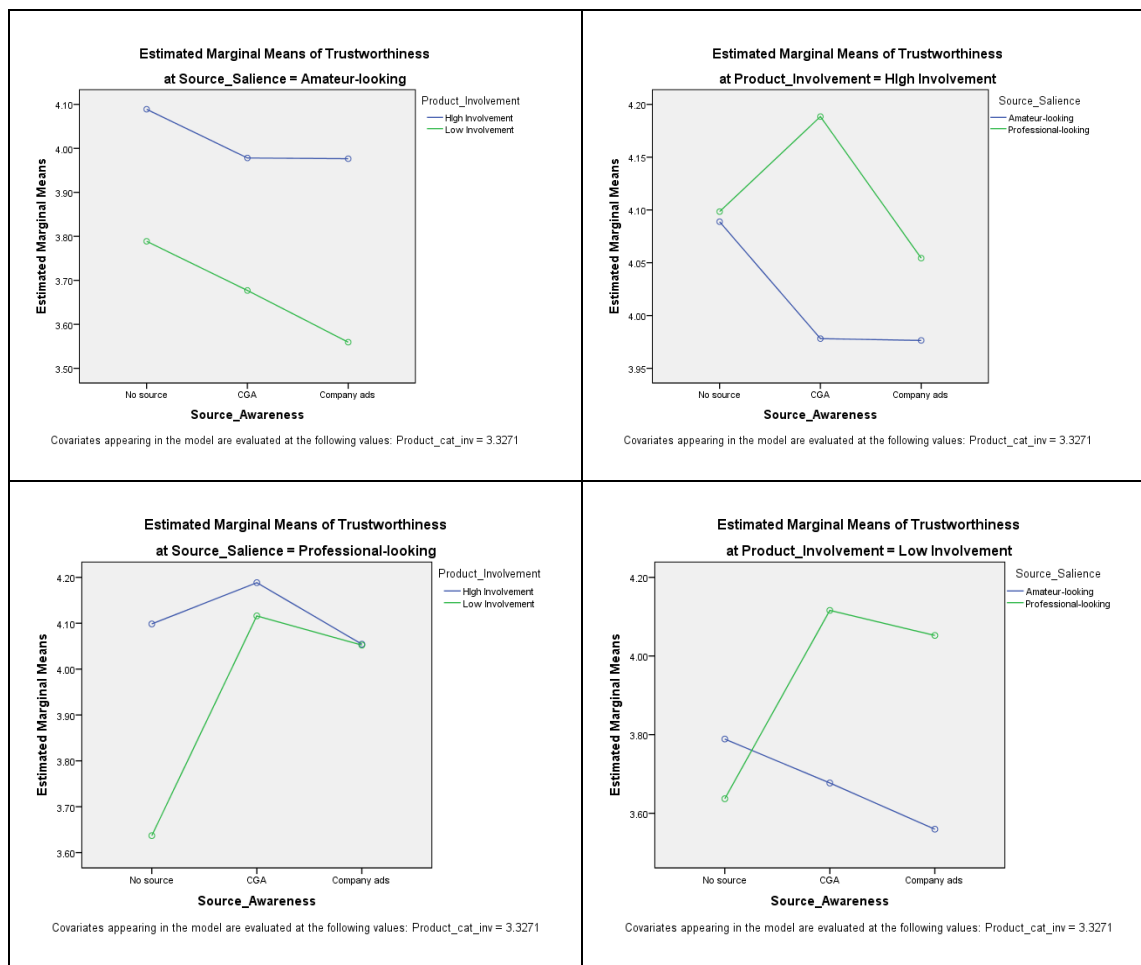 Estimated Marginal Means of Trustworthiness
at Source_Salience = Amateur-looking
Product_Involvement
HIgh Involvement
Low Involvement
4.10
4.00
3.90
3.80
3.70
3.60
3.50
Estimated Marginal Means
No source
CGA
Company ads
Source_Awareness
Covariates appearing in the model are evaluated at the following values: Product_cat_inv = 3.3271
Estimated Marginal Means of Trustworthiness
at Product_Involvement = HIgh Involvement
Source_Salience
Amateur-looking
Professional-looking
4.20
4.15
4.10
4.05
4.00
3.95
Estimated Marginal Means
No source
CGA
Company ads
Source_Awareness
Covariates appearing in the model are evaluated at the following values: Product_cat_inv = 3.3271
Estimated Marginal Means of Trustworthiness
at Source_Salience = Professional-looking
Product_Involvement
HIgh Involvement
Low Involvement
4.20
4.10
4.00
3.90
3.80
3.70
3.60
Estimated Marginal Means
No source
CGA
Company ads
Source_Awareness
Covariates appearing in the model are evaluated at the following values: Product_cat_inv = 3.3271
Estimated Marginal Means of Trustworthiness
at Product_Involvement = Low Involvement
Source_Salience
Amateur-looking
Professional-looking
4.20
4.00
3.80
3.60
Estimated Marginal Means
No source
CGA
Company ads
Source_Awareness
Covariates appearing in the model are evaluated at the following values: Product_cat_inv = 3.3271